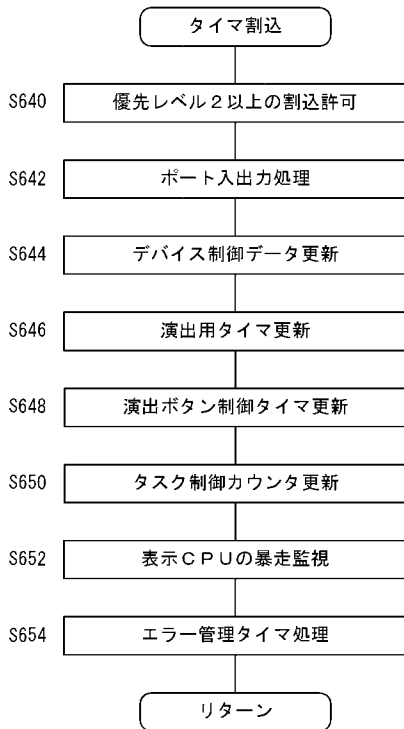 タイマ割込
S640 優先レベル２以上の割込許可
S642 ポート入出力処理
S644 デバイス制御データ更新
S646 演出用タイマ更新
S648 演出ボタン制御タイマ更新
S650 タスク制御カウンタ更新
S652 表示ＣＰＵの暴走監視
S654 エラー管理タイマ処理
リターン